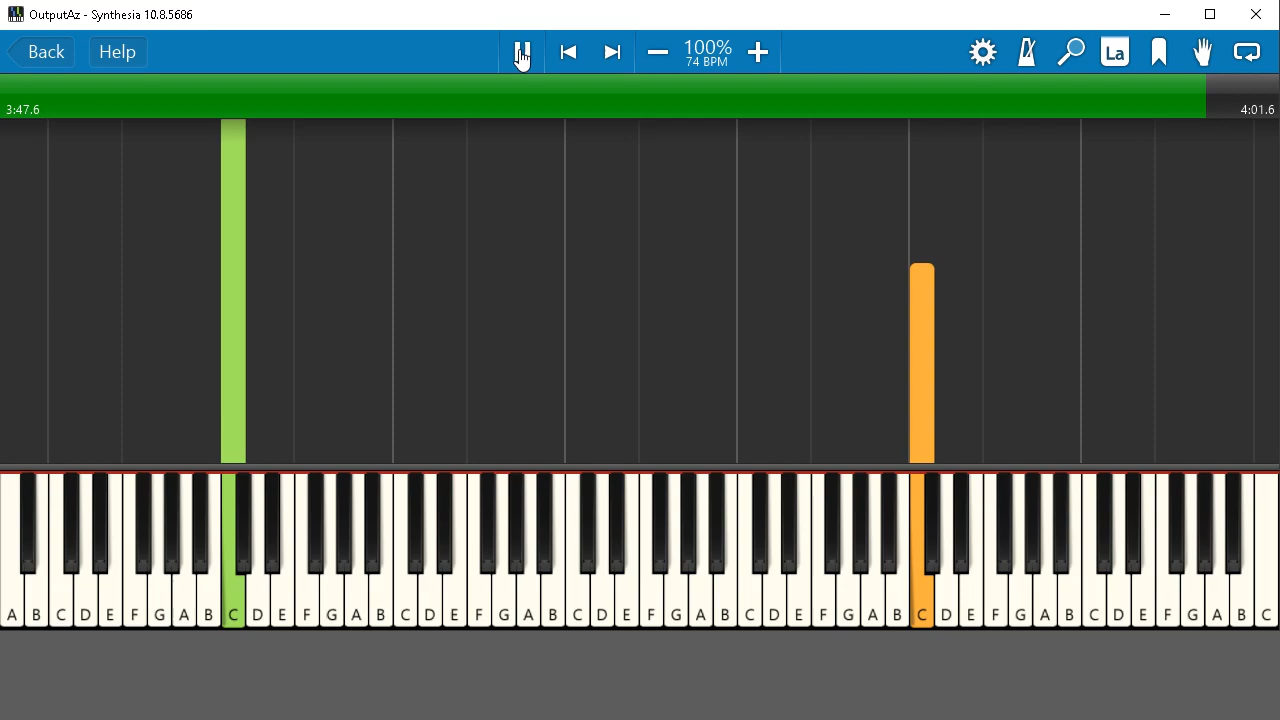 OutputAz - Synthesia 10.8.5686
Back
Help
100%
74 BPM
La
3:47.6
4:01.6
A B C D E F G A B C D E F G A B C D E F G A B C D E F G A B C D E F G A B C D E F G A B C D E F G A B C